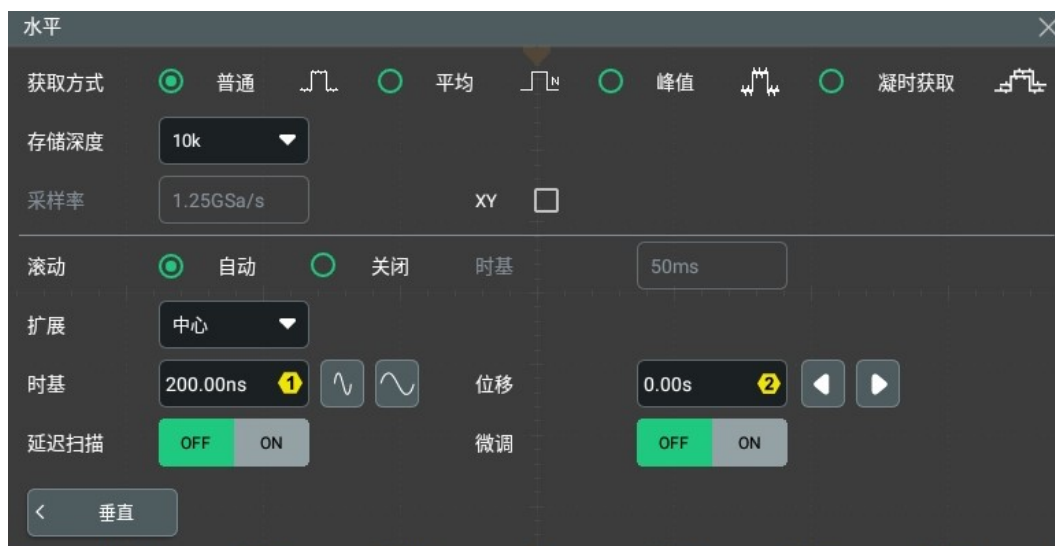 水平
获取方式 普通 平均 N 峰值 凝时获取
存储深度 10k
采样率 1.25GSa/s XY
滚动 自动 关闭 时基 50ms
扩展 中心
时基 200.00ns 1 位移 0.00s 2
延迟扫描 OFF ON 微调 OFF ON
< 垂直